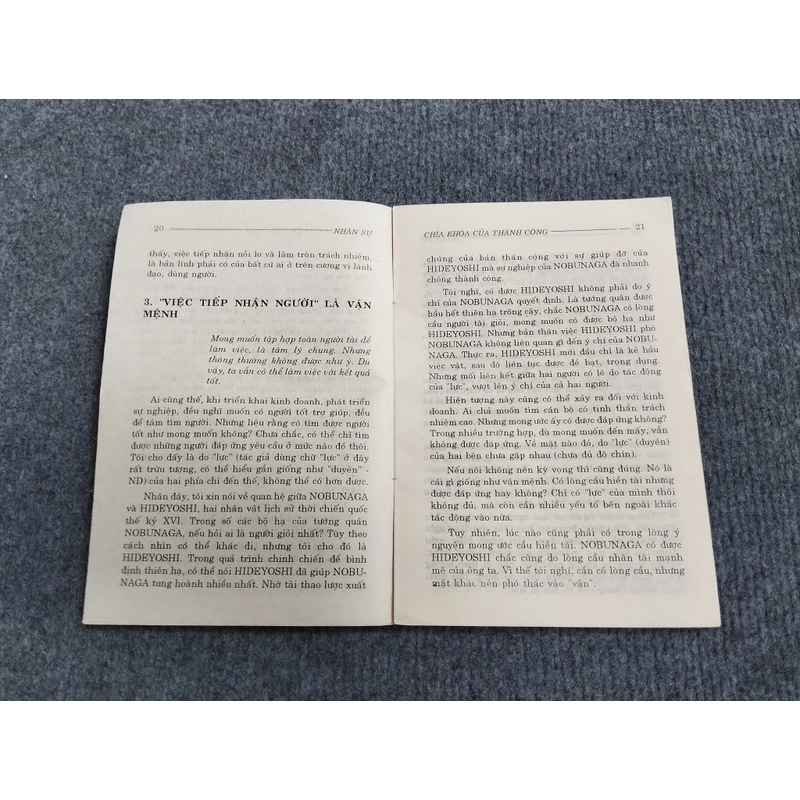 20
NHÂN SỰ
thấy, việc tiếp nhận nỗi lo và làm tròn trách nhiệm,
là bản lĩnh phải có của bất cứ ai ở trên cương vị lãnh
đạo, dùng người.
3. "VIỆC TIẾP NHẬN NGƯỜI" LÀ VẬN
MỆNH
Mong muốn tập hợp toàn người tài để
làm việc, là tâm lý chung. Nhưng
thông thường không được như ý. Dù
vậy, ta vẫn có thể làm việc với kết quả
tốt.
Ai cũng thế, khi triển khai kinh doanh, phát triển
sự nghiệp, đều nghĩ muốn có người tốt trợ giúp, đều
để tâm tìm người. Nhưng liệu rằng có tìm được người
tốt như mong muốn không? Chưa chắc, có thể chỉ tìm
được những người đáp ứng yêu cầu ở mức nào đó thôi.
Tôi cho đấy là do "lực" (tác giả dùng chữ "lực" ở đây
rất trừu tượng, có thể hiểu gần giống như "duyên" -
ND) của hai phía chỉ đến thế, không thể có hơn được.
Nhân đây, tôi xin nói về quan hệ giữa NOBUNAGA
và HIDEYOSHI, hai nhân vật lịch sử thời chiến quốc
thế kỷ XVI. Trong số các bộ hạ của tướng quân
NOBUNAGA, nếu hỏi ai là người giỏi nhất? Tùy theo
cách nhìn có thể khác đi, nhưng tôi cho đó là
HIDEYOSHI. Trong quá trình chinh chiến để bình
định thiên hạ, có thể nói HIDEYOSHI đã giúp NOBU-
NAGA tung hoành nhiều nhất. Nhờ tài thao lược xuất
CHÌA KHÓA CỦA THÀNH CÔNG
21
chúng của bản thân cộng với sự giúp đỡ của
HIDEYOSHI mà sự nghiệp của NOBUNAGA đã nhanh
chóng thành công.
Tôi nghĩ, có được HIDEYOSHI không phải do ý
chí của NOBUNAGA quyết định. Là tướng quân được
hầu hết thiên hạ trông cậy, chắc NOBUNAGA có lòng
cầu người tài giỏi, mong muốn có được bộ hạ như
HIDEYOSHI. Nhưng bản thân việc HIDEYOSHI phò
NOBUNAGA không liên quan gì đến ý chí của NOBU-
NAGA. Thực ra, HIDEYOSHI mới đầu chỉ là kẻ hầu
việc vặt, sau đó liên tục được đề bạt, trọng dụng.
Nhưng mối liên kết giữa hai người có lẽ do tác động
của "lực", vượt lên ý chí của cả hai người.
Hiện tượng này cũng có thể xảy ra đối với kinh
doanh. Ai chả muốn tìm cán bộ có tinh thần trách
nhiệm cao. Nhưng mong ước ấy có được đáp ứng không?
Trong nhiều trường hợp, dù mong muốn đến mấy, vẫn
không được đáp ứng. Về mặt nào đó, do "lực" (duyên)
của hai bên chưa gặp nhau (chưa đủ độ chín).
Nếu nói không nên kỳ vọng thì cũng đúng. Nó là
cái gì giống như vận mệnh. Có lòng cầu hiền tài nhưng
được đáp ứng hay không? Chỉ có "lực" của mình thôi
không đủ, mà còn cần nhiều yếu tố bên ngoài khác
tác động vào nữa.
Tuy nhiên, lúc nào cũng phải có trong lòng ý
nguyện mong ước cầu hiền tài. NOBUNAGA có được
HIDEYOSHI chắc cũng do lòng cầu nhân tài mạnh
mẽ của ông ta. Vì thế tôi nghĩ, cần có lòng cầu, nhưng
mặt khác nên phó thác vào "vận".